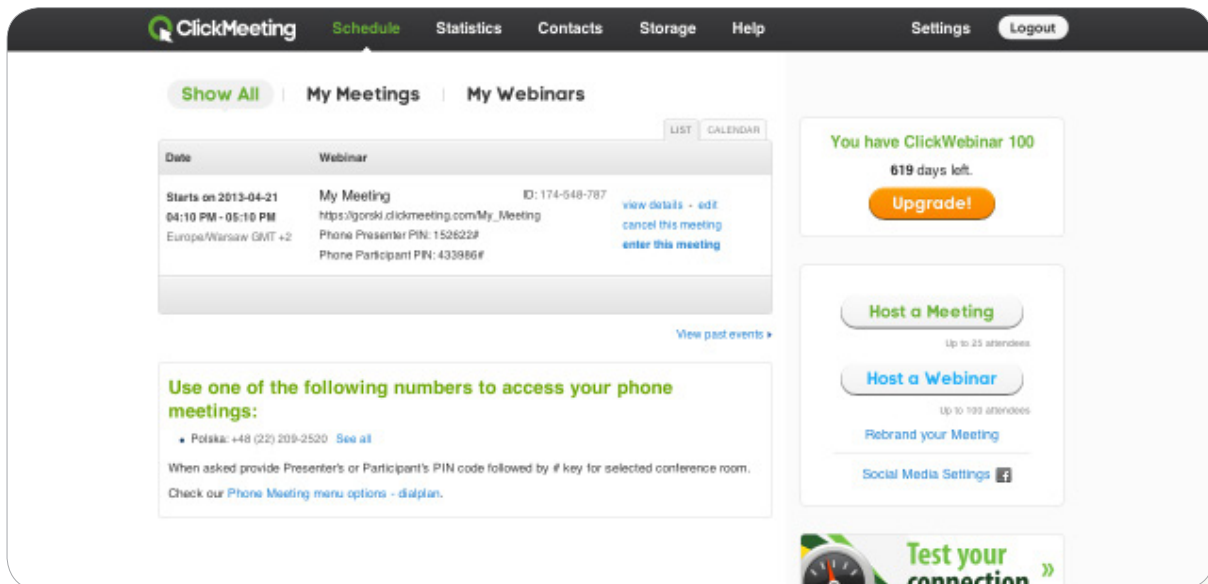 ClickMeeting Schedule Statistics Contacts Storage Help Settings Logout
Show All My Meetings My Webinars
LIST CALENDAR
Date Webinar
Starts on 2013-04-21
04:10 PM - 05:10 PM
Europe/Warsaw GMT +2
My Meeting ID: 174-548-787
https://gorski.clickmeeting.com/My_Meeting
Phone Presenter PIN: 152622#
Phone Participant PIN: 433986#
view details - edit
cancel this meeting
enter this meeting
View past events
Use one of the following numbers to access your phone
meetings:
• Polska: +48 (22) 209-2520 See all
When asked provide Presenter's or Participant's PIN code followed by # key for selected conference room.
Check our Phone Meeting menu options - dialplan.
You have ClickWebinar 100
619 days left.
Upgrade!
Host a Meeting
Up to 25 attendees
Host a Webinar
Up to 100 attendees
Rebrand your Meeting
Social Media Settings
Test your
connection